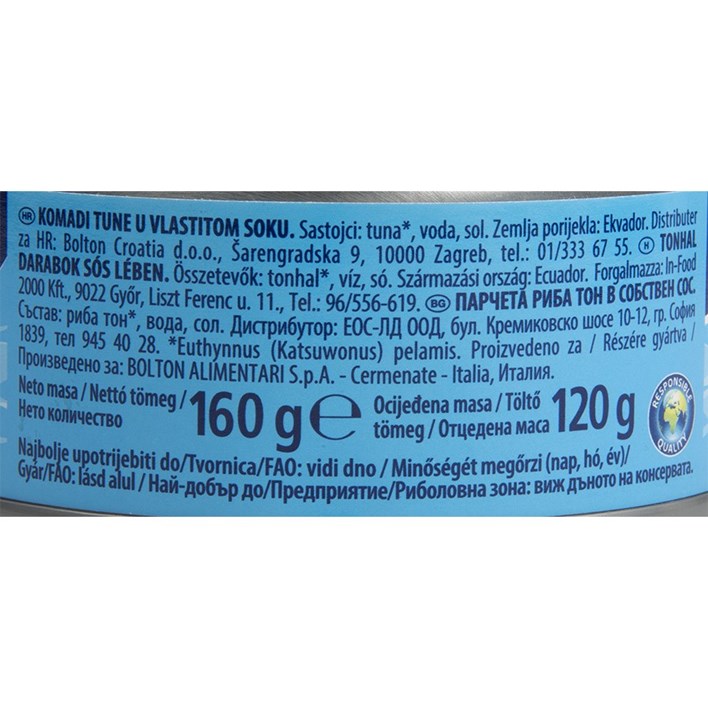 HR KOMADI TUNE U VLASTITOM SOKU. Sastojci: tuna*, voda, sol. Zemlja porijekla: Ekvador. Distributer
za HR: Bolton Croatia d.o.o., Šarengradska 9, 10000 Zagreb, tel.: 01/333 67 55. H TONHAL
DARABOK SÓS LÉBEN. Összetevők: tonhal*, víz, só. Származási ország: Ecuador. Forgalmazza: In-Food
2000 Kft., 9022 Győr, Liszt Ferenc u. 11., Tel.: 96/556-619. BG ПАРЧЕТА РИБА ТОН В СОБСТВЕН СОС.
Състав: риба тон*, вода, сол. Дистрибутор: ЕОС-ЛД ООД, бул. Кремиковско шосе 10-12, гр. София
1839, тел 945 40 28. *Euthynnus (Katsuwonus) pelamis. Proizvedeno za / Részére gyártva /
Произведено за: BOLTON ALIMENTARI S.p.A. - Cermenate - Italia, Италия.
Neto masa / Nettó tömeg /
Нето количество
160 g e
Ocijeđena masa / Töltő
tömeg / Отцедена маса
120 g
RESPONSIBLE
QUALITY
Najbolje upotrijebiti do/Tvornica/FAO: vidi dno / Minőségét megőrzi (nap, hó, év)/
Gyár/FAO: lásd alul / Най-добър до/Предприятие/Риболовна зона: виж дъното на консервата.